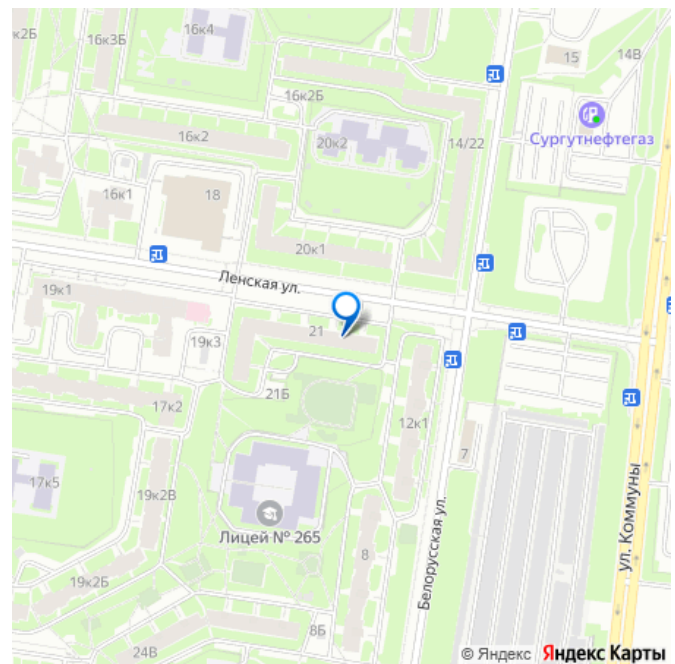 16к4
к2Б
16к3Б
15
14В
16к2Б
16к2
20к2
14/22
Сургутнефтегаз
16к1
18
20к1
Ленская ул.
19к1
21
19к3
21Б
17к2
12к1
7
17к5
19к2В
Лицей № 265
8
Белорусская ул.
ул. Коммуны
19к2Б
8Б
24В
© Яндекс Яндекс Карты